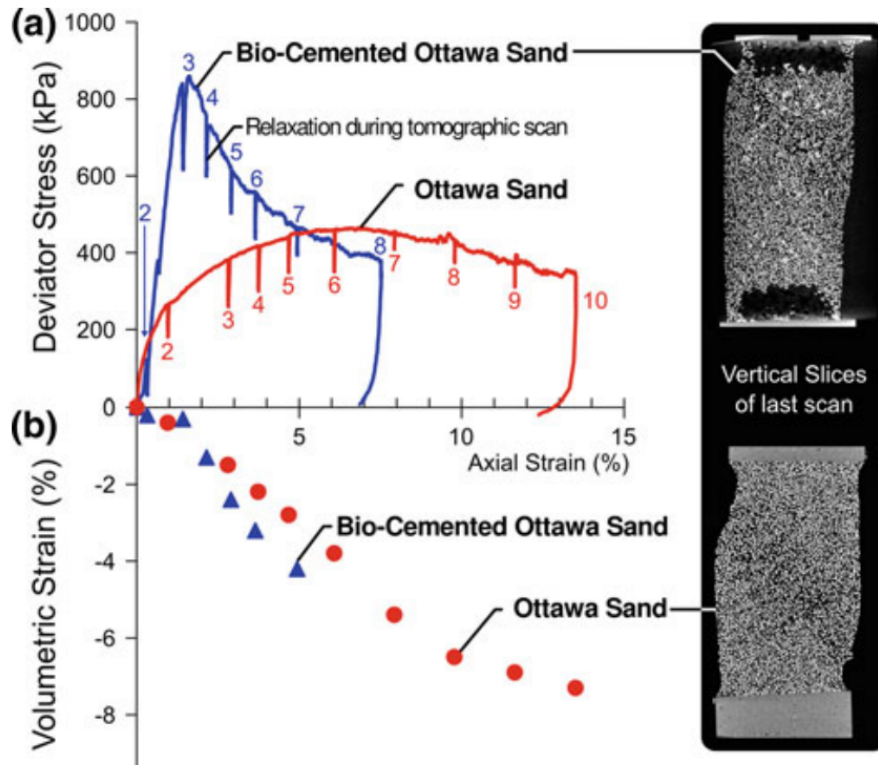 (a)
1000
800
600
400
200
0
Deviator Stress (kPa)
Bio-Cemented Ottawa Sand
Relaxation during tomographic scan
Ottawa Sand
2
3
4
5
6
7
8
2
3
4
5
6
7
8
9
10
5
10
15
Axial Strain (%)
(b)
-2
-4
-6
-8
Volumetric Strain (%)
Bio-Cemented Ottawa Sand
Ottawa Sand
Vertical Slices
of last scan